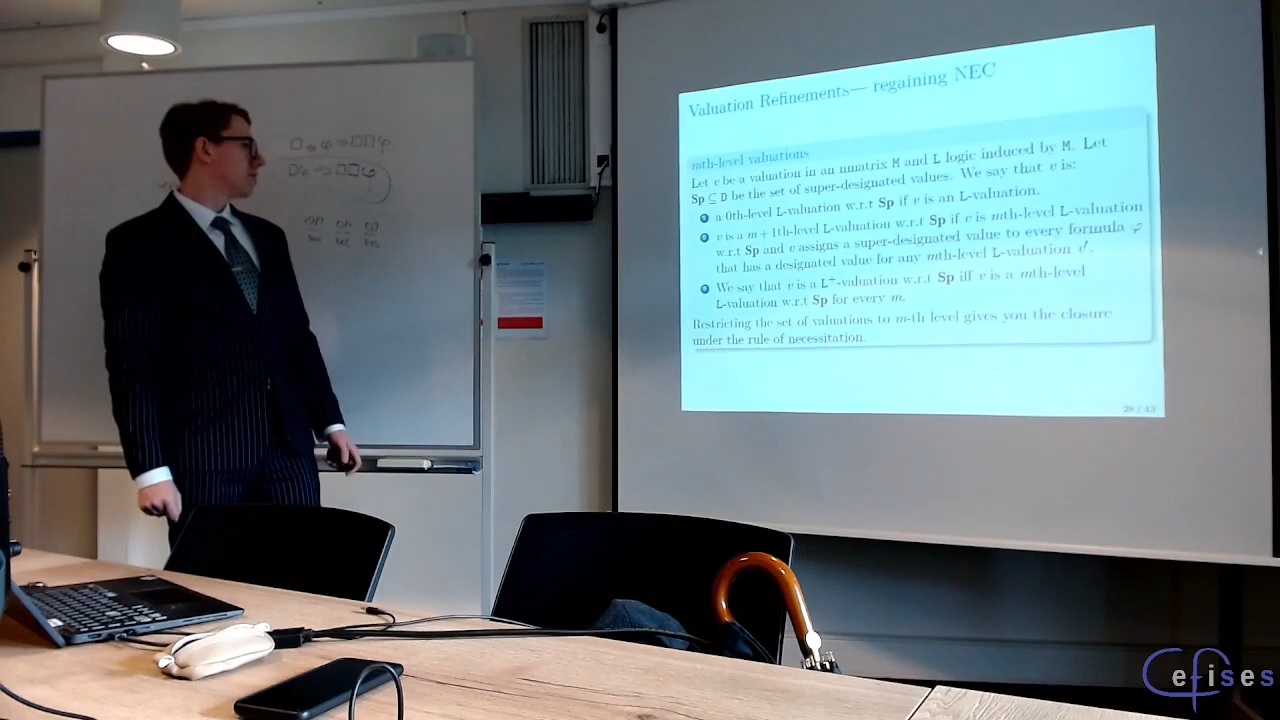 □ₐφ→□□φ
□φ→□□φ
Valuation Refinements— regaining NEC
mth-level valuations
Let v be a valuation in an nmatrix M and L logic induced by M. Let
Sp ⊆ D be the set of super-designated values. We say that v is:
a 0th-level L-valuation w.r.t Sp if v is an L-valuation.
v is a m + 1th-level L-valuation w.r.t Sp if v is mth-level L-valuation
w.r.t Sp and v assigns a super-designated value to every formula φ
that has a designated value for any mth-level L-valuation v′.
We say that v is a L⁺-valuation w.r.t Sp iff v is a mth-level
L-valuation w.r.t Sp for every m.
Restricting the set of valuations to m-th level gives you the closure
under the rule of necessitation.
28 / 43
efises